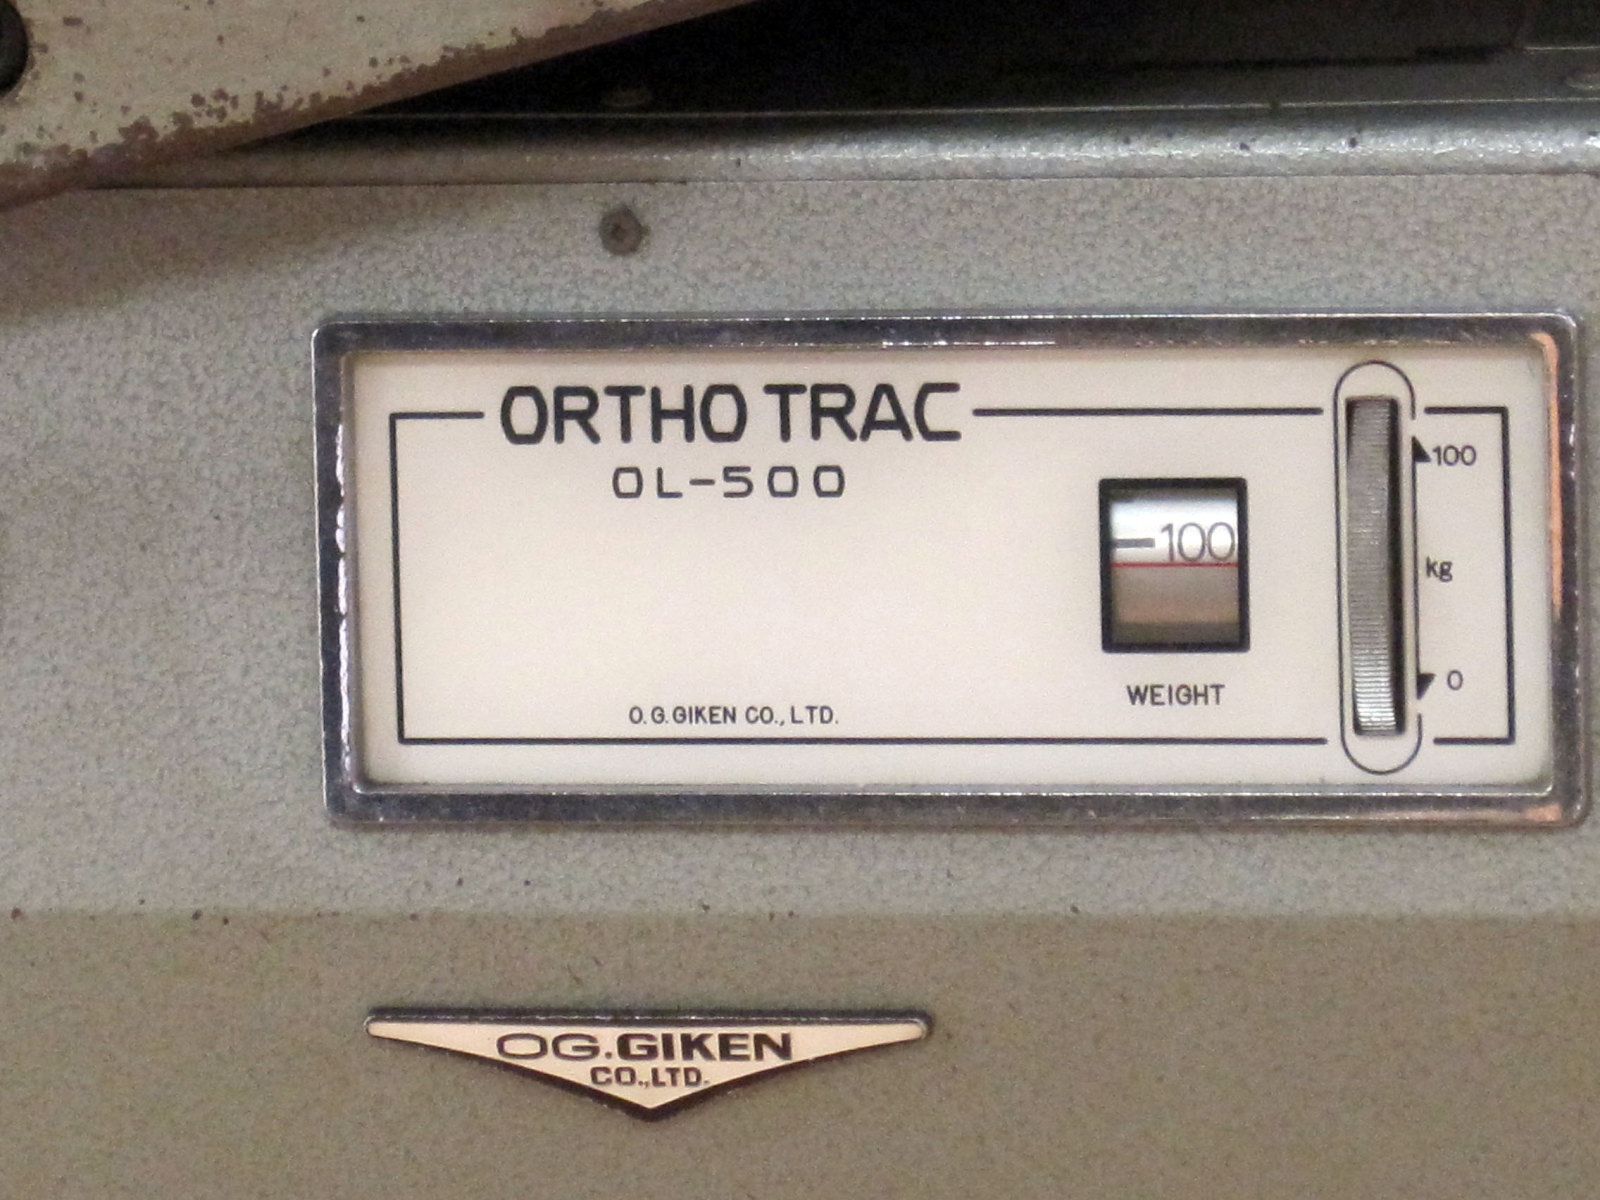 ORTHO TRAC
OL-500
100
100
kg
0
WEIGHT
O.G.GIKEN CO., LTD.
OG.GIKEN
CO.,LTD.